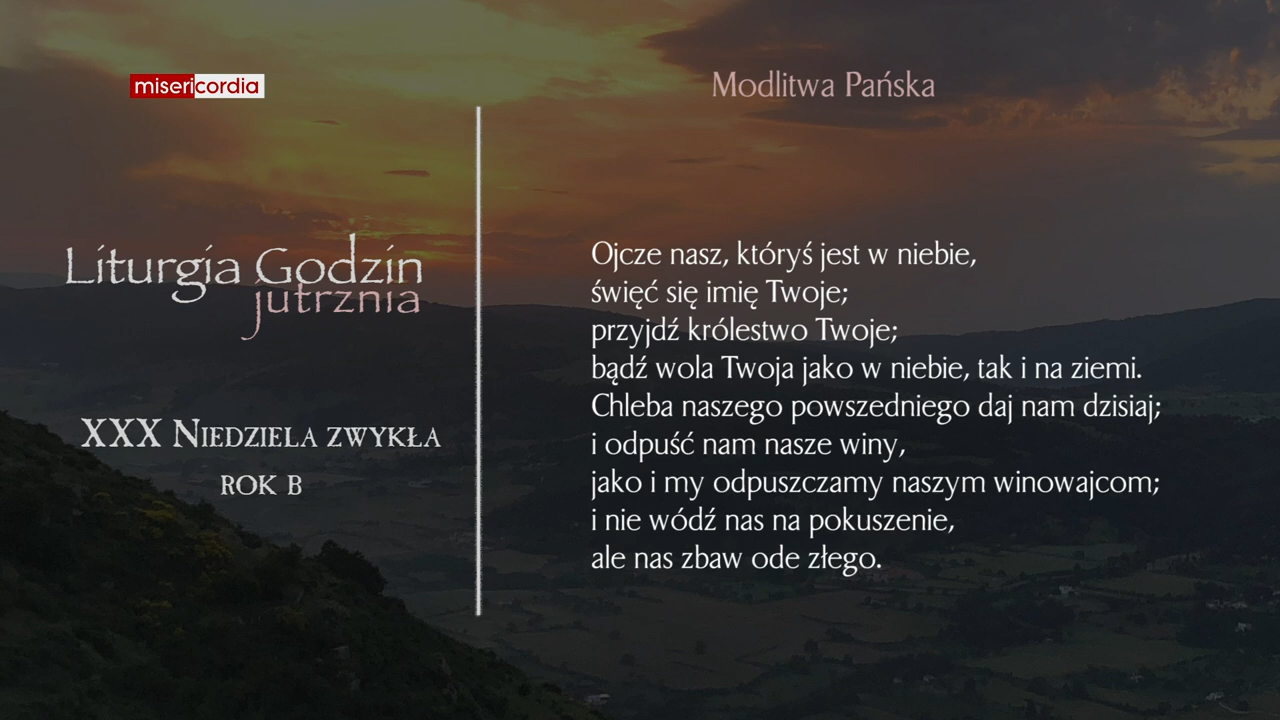 misericordia
Liturgia Godzin
jutrznia
XXX Niedziela zwykła
rok B
Modlitwa Pańska
Ojcze nasz, któryś jest w niebie,
święć się imię Twoje;
przyjdź królestwo Twoje;
bądź wola Twoja jako w niebie, tak i na ziemi.
Chleba naszego powszedniego daj nam dzisiaj;
i odpuść nam nasze winy,
jako i my odpuszczamy naszym winowajcom;
i nie wódź nas na pokuszenie,
ale nas zbaw ode złego.